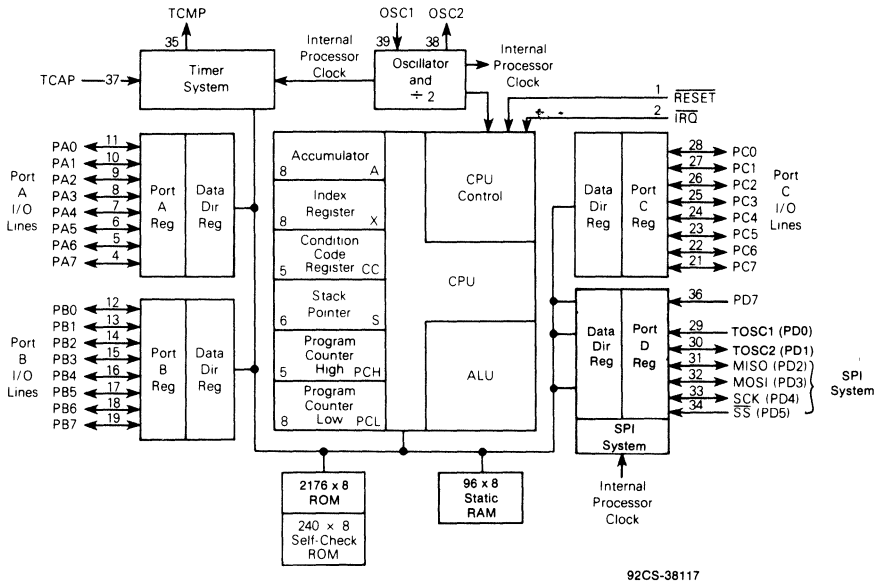 TCMP
OSC1
OSC2
35
39
38
TCAP
37
Timer
System
Internal
Processor
Clock
Oscillator
and
÷ 2
Internal
Processor
Clock
1
RESET
2
IRQ
Port
A
I/O
Lines
PA0
11
PA1
10
PA2
9
PA3
8
PA4
7
PA5
6
PA6
5
PA7
4
Port
A
Reg
Data
Dir
Reg
Port
B
I/O
Lines
PB0
12
PB1
13
PB2
14
PB3
15
PB4
16
PB5
17
PB6
18
PB7
19
Port
B
Reg
Data
Dir
Reg
Accumulator
8 A
Index
Register
8 X
Condition
Code
Register CC
5
Stack
Pointer
6 S
Program
Counter
High PCH
5
Program
Counter
Low PCL
8
CPU
Control
CPU
ALU
Data
Dir
Reg
Port
C
Reg
28
PC0
27
PC1
26
PC2
25
PC3
24
PC4
23
PC5
22
PC6
21
PC7
Port
C
I/O
Lines
Data
Dir
Reg
Port
D
Reg
36
PD7
29
TOSC1 (PD0)
30
TOSC2 (PD1)
31
MISO (PD2)
32
MOSI (PD3)
33
SCK (PD4)
34
SS (PD5)
SPI
System
SPI
System
Internal
Processor
Clock
2176 x 8
ROM
240 × 8
Self-Check
ROM
96 x 8
Static
RAM
92CS-38117